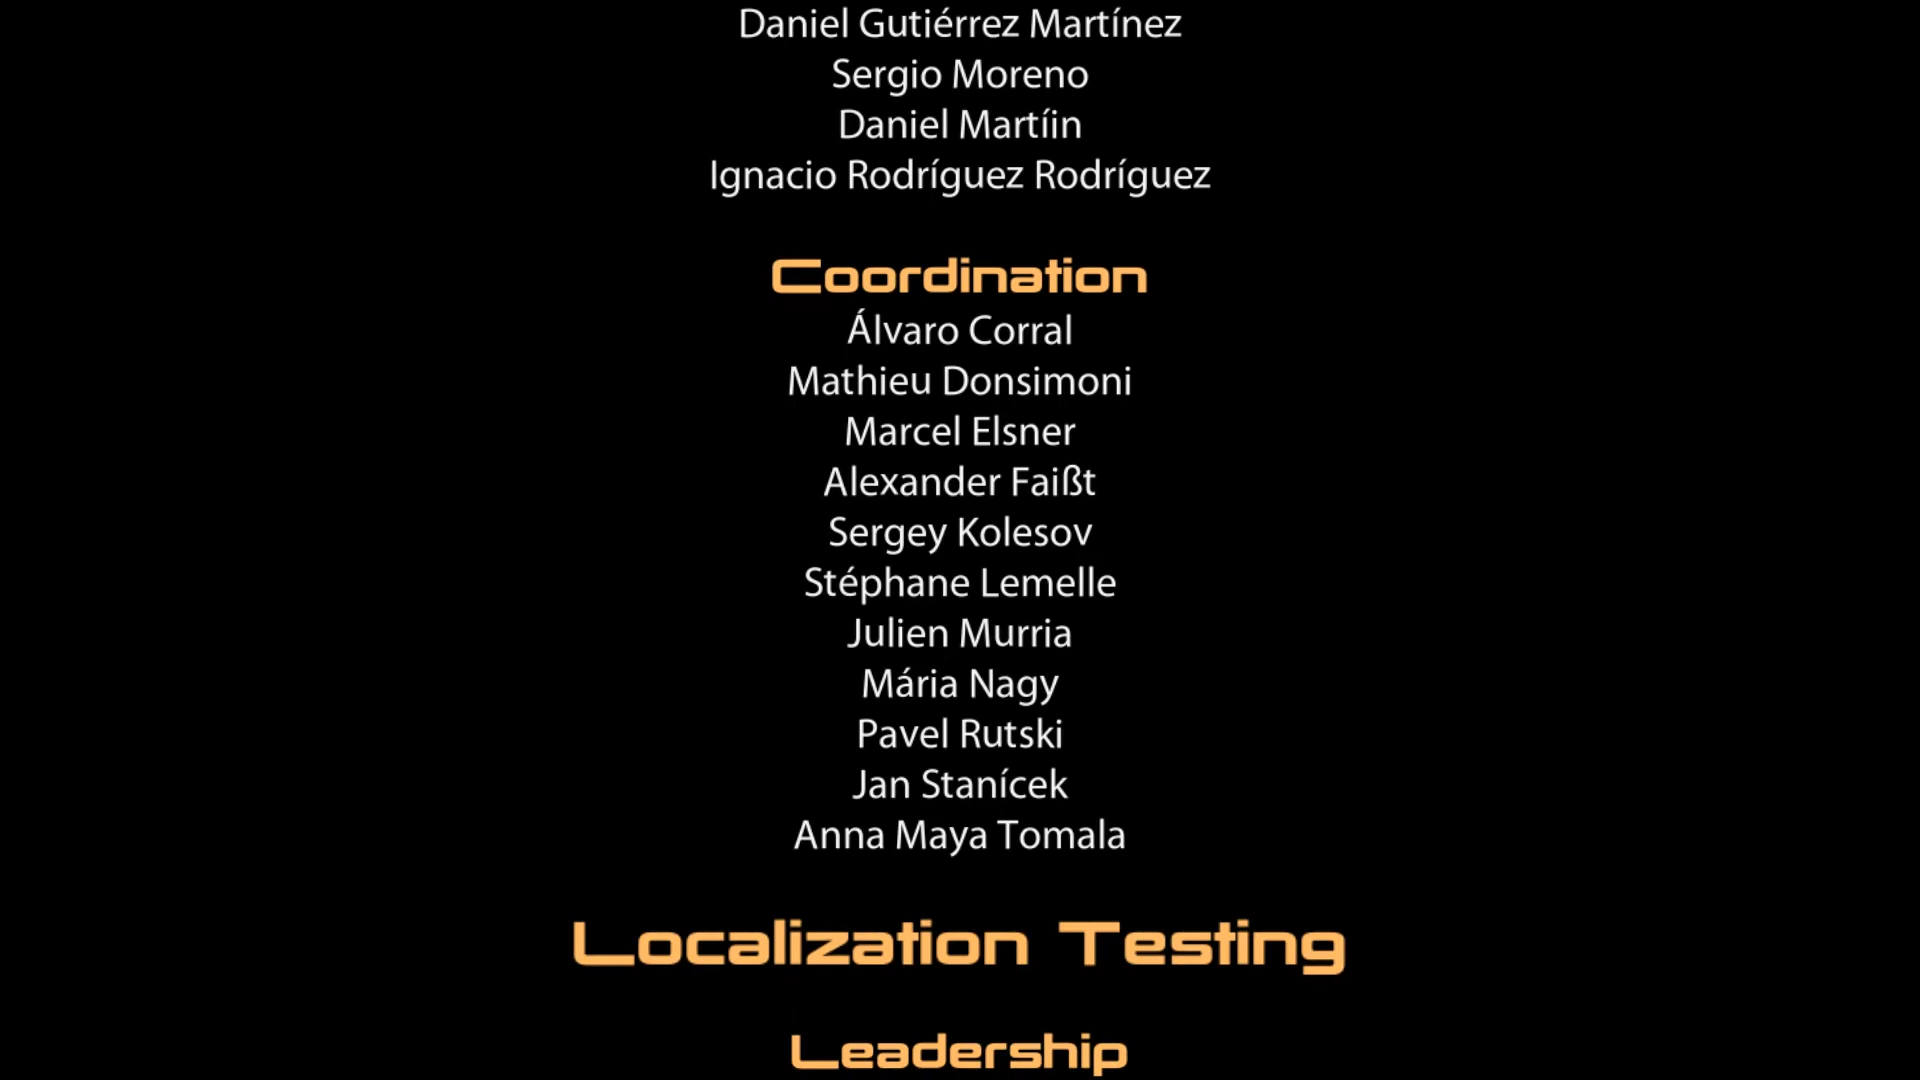 Daniel Gutiérrez Martínez
Sergio Moreno
Daniel Martíin
Ignacio Rodríguez Rodríguez
Coordination
Álvaro Corral
Mathieu Donsimoni
Marcel Elsner
Alexander Faißt
Sergey Kolesov
Stéphane Lemelle
Julien Murria
Mária Nagy
Pavel Rutski
Jan Stanícek
Anna Maya Tomala
Localization Testing
Leadership